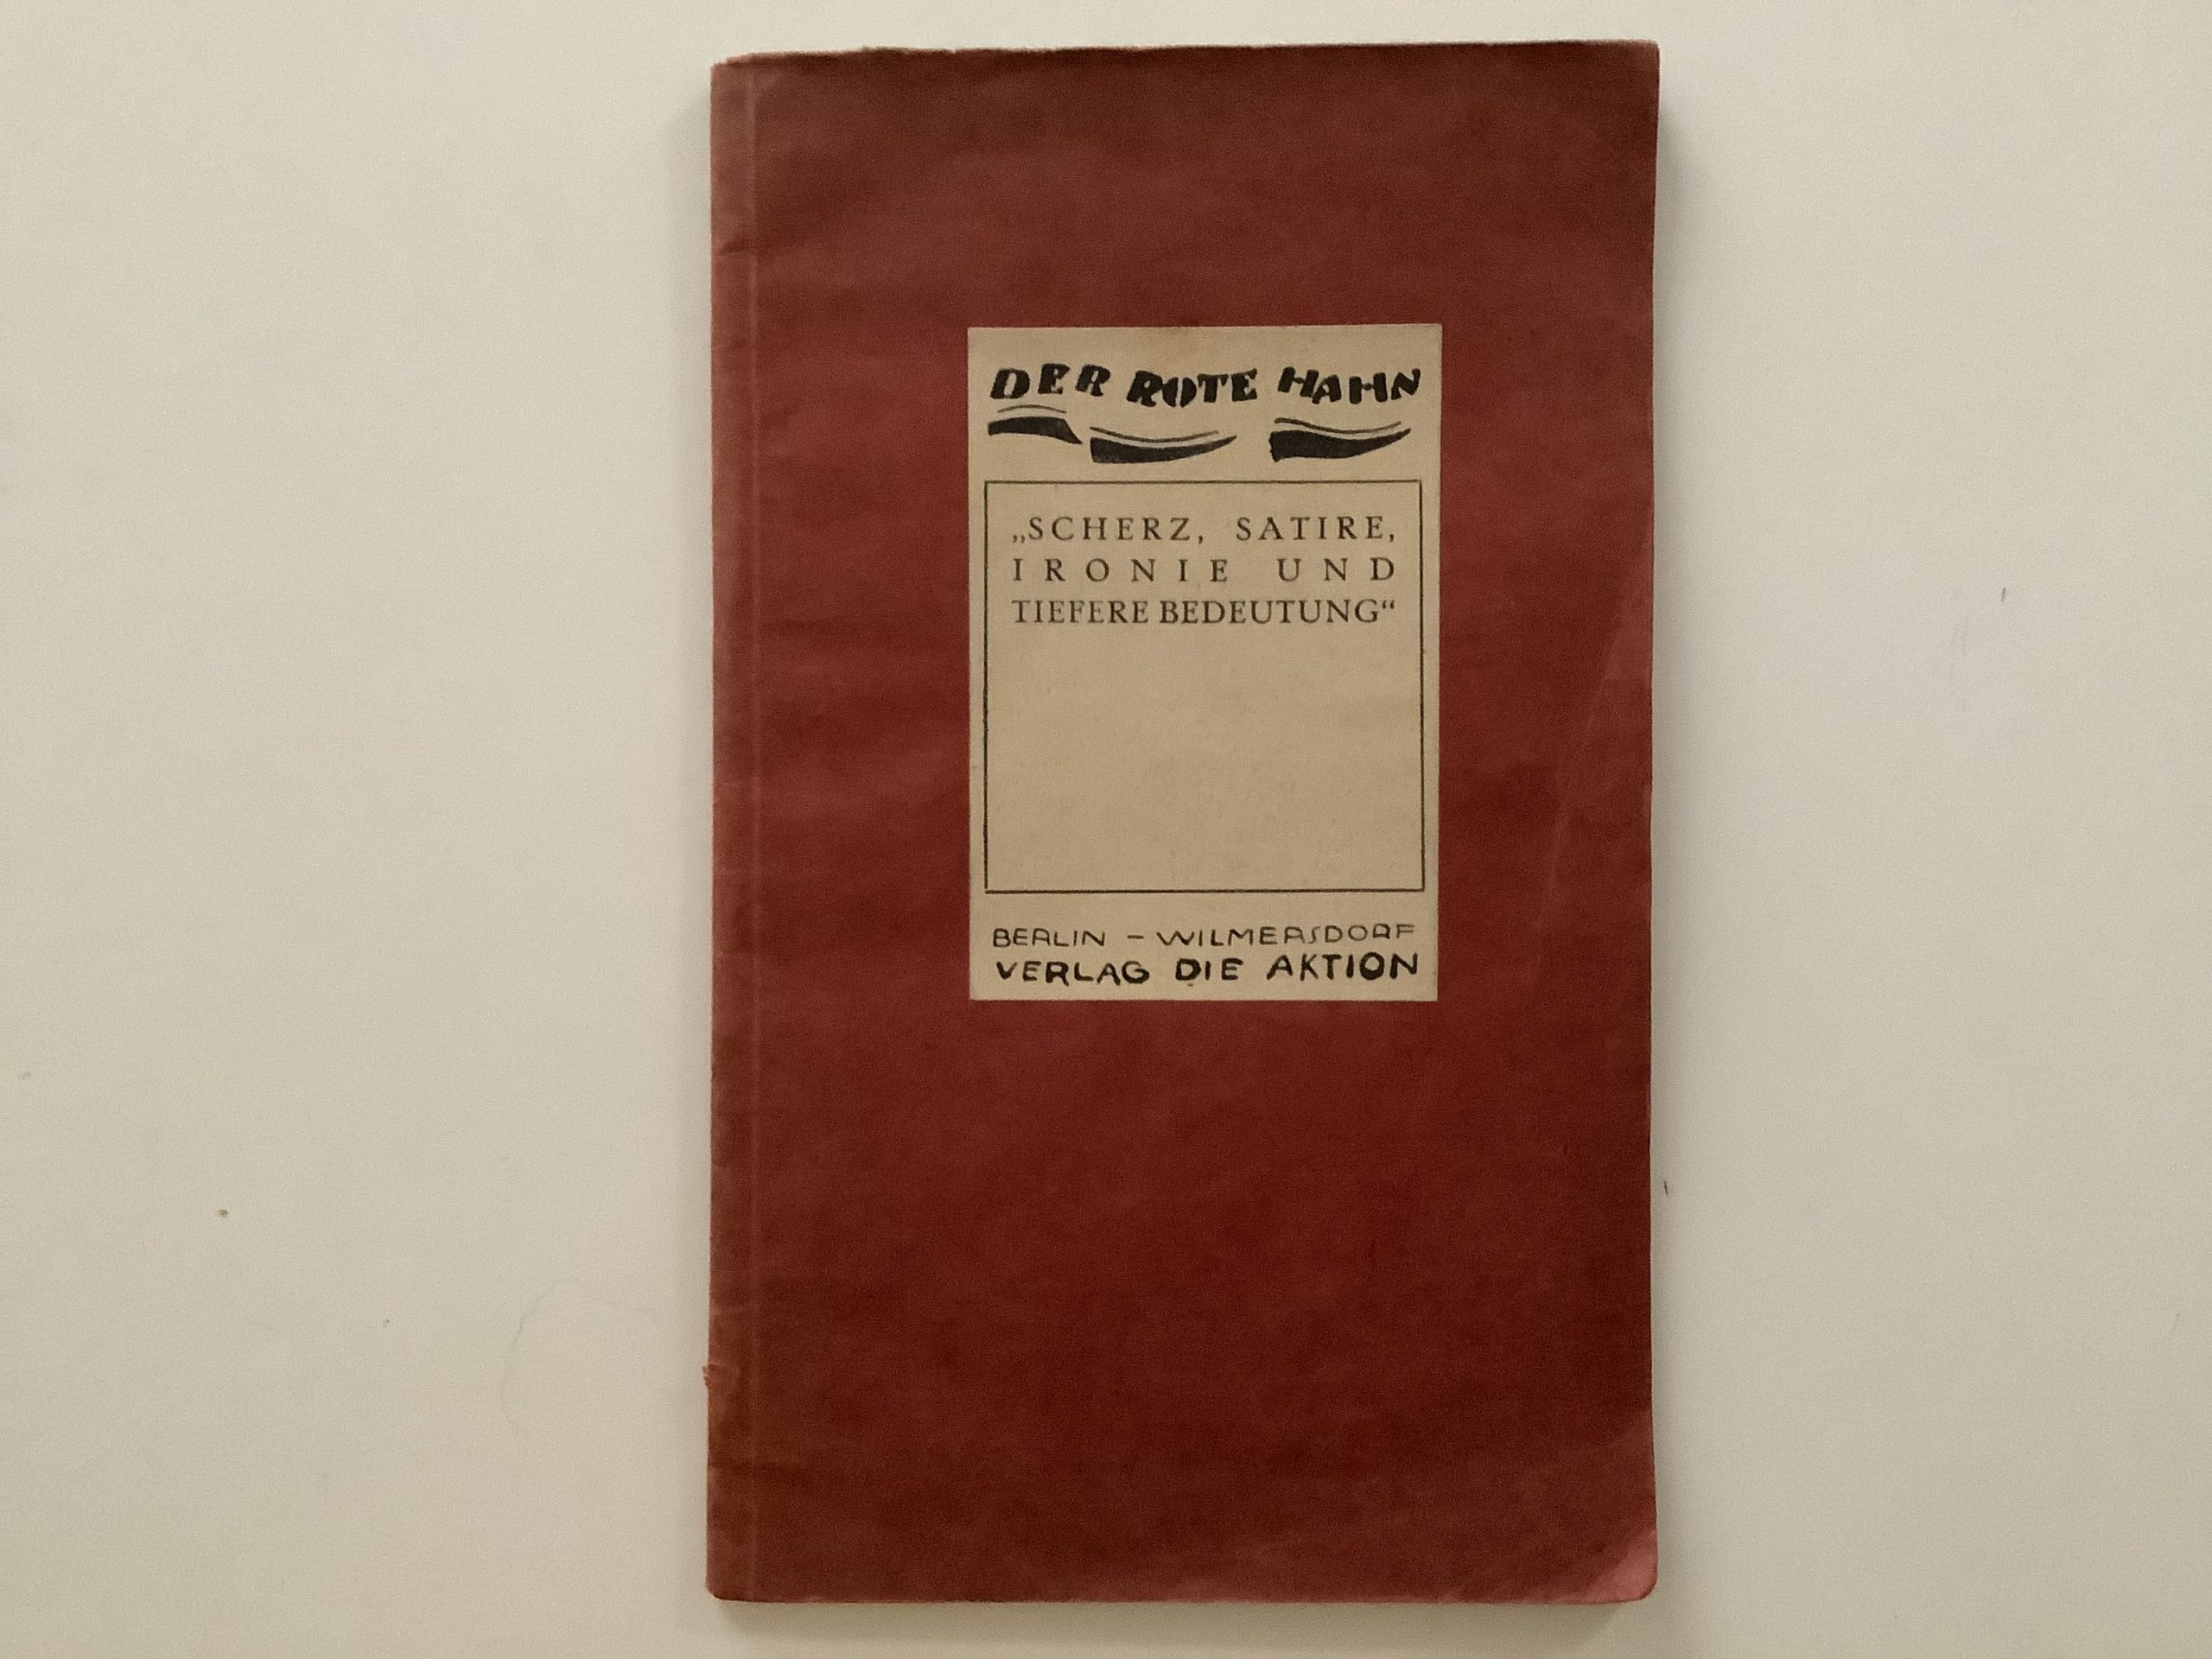 DER ROTE HAHN
„SCHERZ, SATIRE,
IRONIE UND
TIEFERE BEDEUTUNG“
BERLIN – WILMERSDORF
VERLAG DIE AKTION